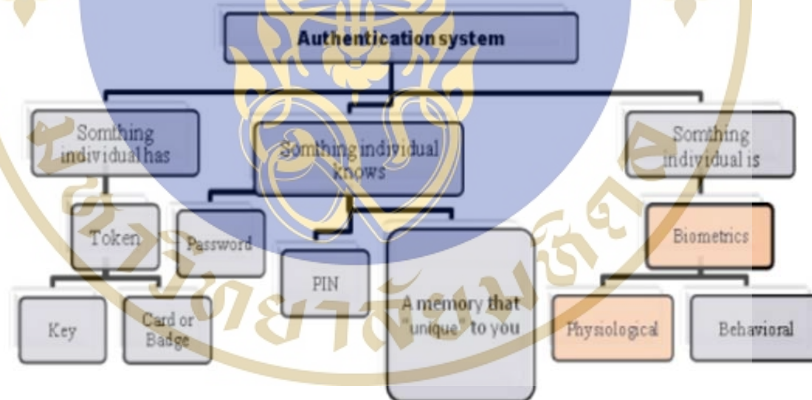 Authentication system
Somthing
individual has
Somthing individual
knows
Somthing
individual is
Token
Password
PIN
A memory that
"unique" to you
Biometrics
Key
Card or
Badge
Physiological
Behavioral